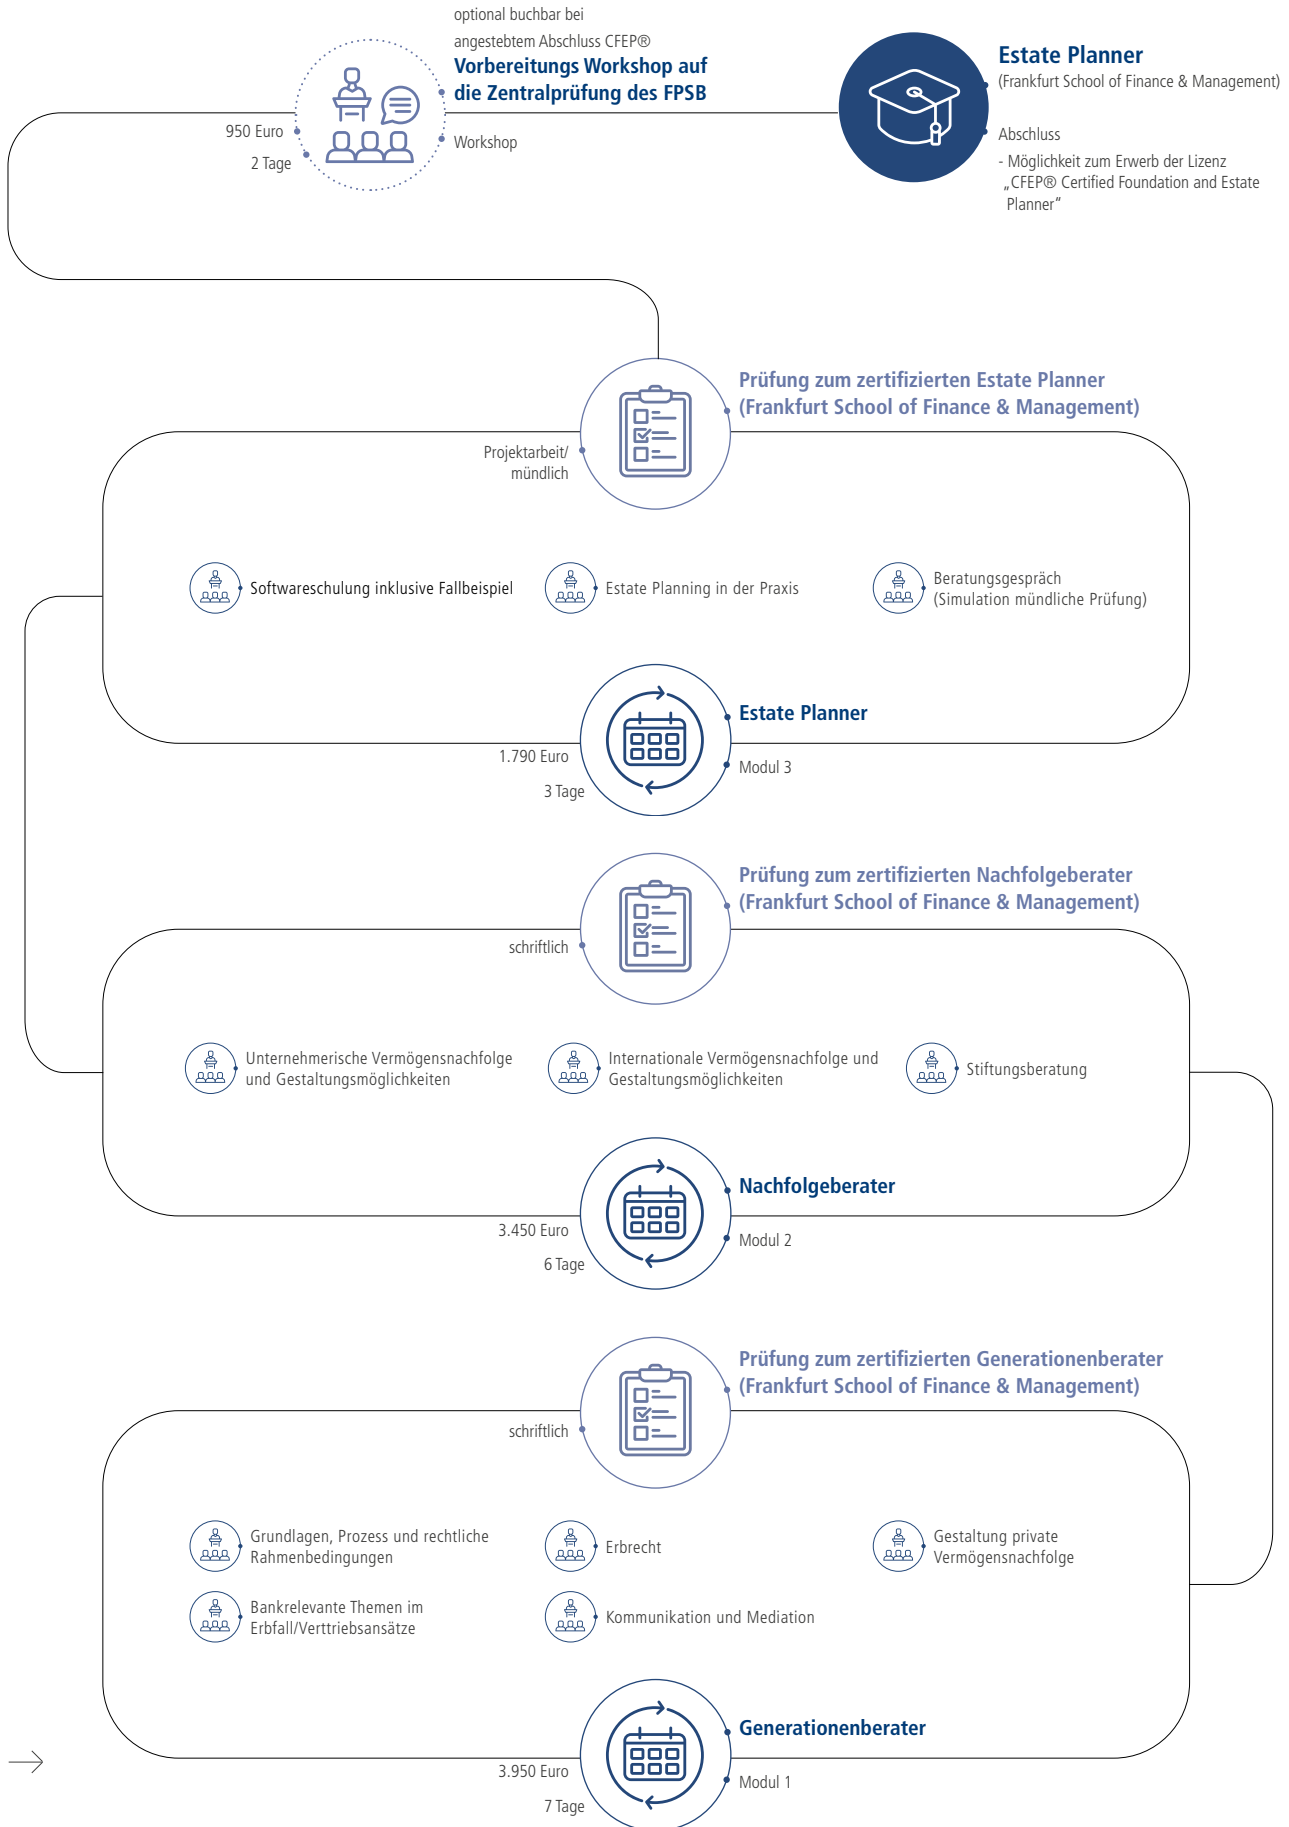 optional buchbar bei
angestebtem Abschluss CFEP®
Vorbereitungs Workshop auf
die Zentralprüfung des FPSB
950 Euro
2 Tage
Workshop
Estate Planner
(Frankfurt School of Finance & Management)
Abschluss
- Möglichkeit zum Erwerb der Lizenz
„CFEP® Certified Foundation and Estate
Planner“
Prüfung zum zertifizierten Estate Planner
(Frankfurt School of Finance & Management)
Projektarbeit/
mündlich
Softwareschulung inklusive Fallbeispiel
Estate Planning in der Praxis
Beratungsgespräch
(Simulation mündliche Prüfung)
Estate Planner
1.790 Euro
3 Tage
Modul 3
Prüfung zum zertifizierten Nachfolgeberater
(Frankfurt School of Finance & Management)
schriftlich
Unternehmerische Vermögensnachfolge
und Gestaltungsmöglichkeiten
Internationale Vermögensnachfolge und
Gestaltungsmöglichkeiten
Stiftungsberatung
Nachfolgeberater
3.450 Euro
6 Tage
Modul 2
Prüfung zum zertifizierten Generationenberater
(Frankfurt School of Finance & Management)
schriftlich
Grundlagen, Prozess und rechtliche
Rahmenbedingungen
Erbrecht
Gestaltung private
Vermögensnachfolge
Bankrelevante Themen im
Erbfall/Verttriebsansätze
Kommunikation und Mediation
Generationenberater
3.950 Euro
7 Tage
Modul 1